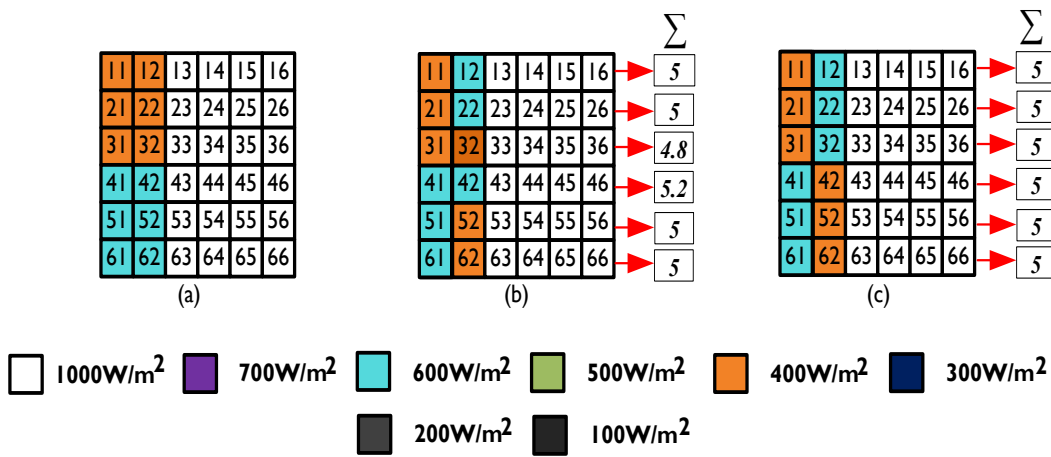 ∑ ∑
11 12 13 14 15 16 11 12 13 14 15 16 5 11 12 13 14 15 16 5
21 22 23 24 25 26 21 22 23 24 25 26 5 21 22 23 24 25 26 5
31 32 33 34 35 36 31 32 33 34 35 36 4.8 31 32 33 34 35 36 5
41 42 43 44 45 46 41 42 43 44 45 46 5.2 41 42 43 44 45 46 5
51 52 53 54 55 56 51 52 53 54 55 56 5 51 52 53 54 55 56 5
61 62 63 64 65 66 61 62 63 64 65 66 5 61 62 63 64 65 66 5
(a) (b) (c)
1000W/m² 700W/m² 600W/m² 500W/m² 400W/m² 300W/m²
200W/m² 100W/m²